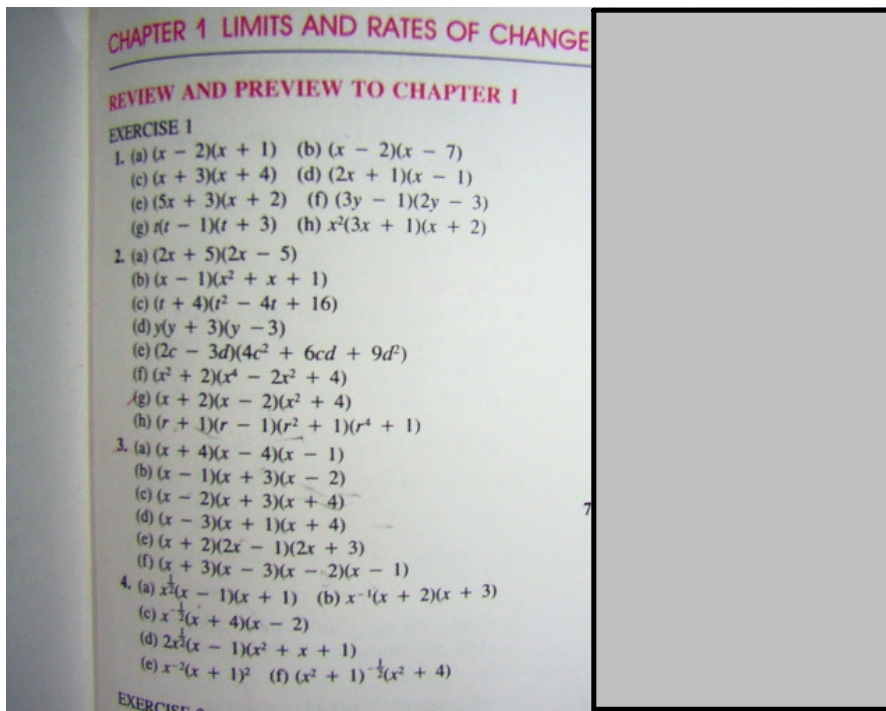 CHAPTER 1 LIMITS AND RATES OF CHANGE
REVIEW AND PREVIEW TO CHAPTER 1
EXERCISE 1
1. (a) (x − 2)(x + 1) (b) (x − 2)(x − 7)
(c) (x + 3)(x + 4) (d) (2x + 1)(x − 1)
(e) (5x + 3)(x + 2) (f) (3y − 1)(2y − 3)
(g) t(t − 1)(t + 3) (h) x²(3x + 1)(x + 2)
2. (a) (2x + 5)(2x − 5)
(b) (x − 1)(x² + x + 1)
(c) (t + 4)(t² − 4t + 16)
(d) y(y + 3)(y −3)
(e) (2c − 3d)(4c² + 6cd + 9d²)
(f) (x² + 2)(x⁴ − 2x² + 4)
(g) (x + 2)(x − 2)(x² + 4)
(h) (r + 1)(r − 1)(r² + 1)(r⁴ + 1)
3. (a) (x + 4)(x − 4)(x − 1)
(b) (x − 1)(x + 3)(x − 2)
(c) (x − 2)(x + 3)(x + 4)
7
(d) (x − 3)(x + 1)(x + 4)
(e) (x + 2)(2x − 1)(2x + 3)
(f) (x + 3)(x − 3)(x − 2)(x − 1)
4. (a) x^½(x − 1)(x + 1) (b) x⁻¹(x + 2)(x + 3)
(c) x^−½(x + 4)(x − 2)
(d) 2x^½(x − 1)(x² + x + 1)
(e) x⁻²(x + 1)² (f) (x² + 1)^−½(x² + 4)
EXERCISE